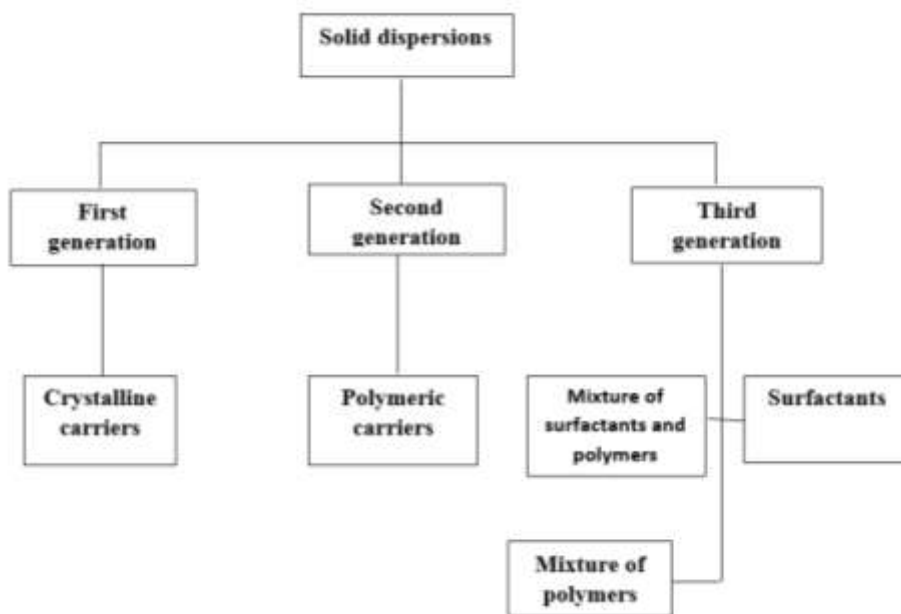 Solid dispersions
First
generation
Second
generation
Third
generation
Crystalline
carriers
Polymeric
carriers
Mixture of
surfactants and
polymers
Surfactants
Mixture of
polymers